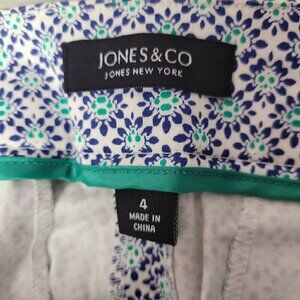 JONES & CO
JONES NEW YORK
4
MADE IN
CHINA